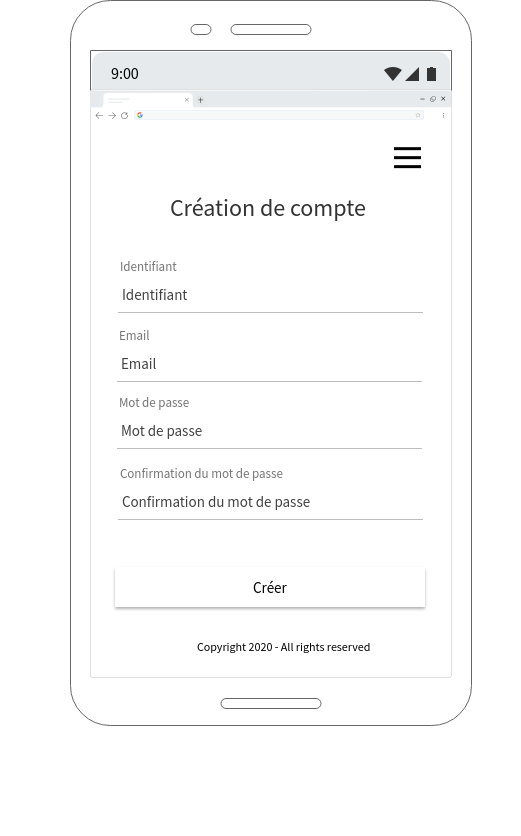 9:00
Création de compte
Identifiant
Identifiant
Email
Email
Mot de passe
Mot de passe
Confirmation du mot de passe
Confirmation du mot de passe
Créer
Copyright 2020 - All rights reserved